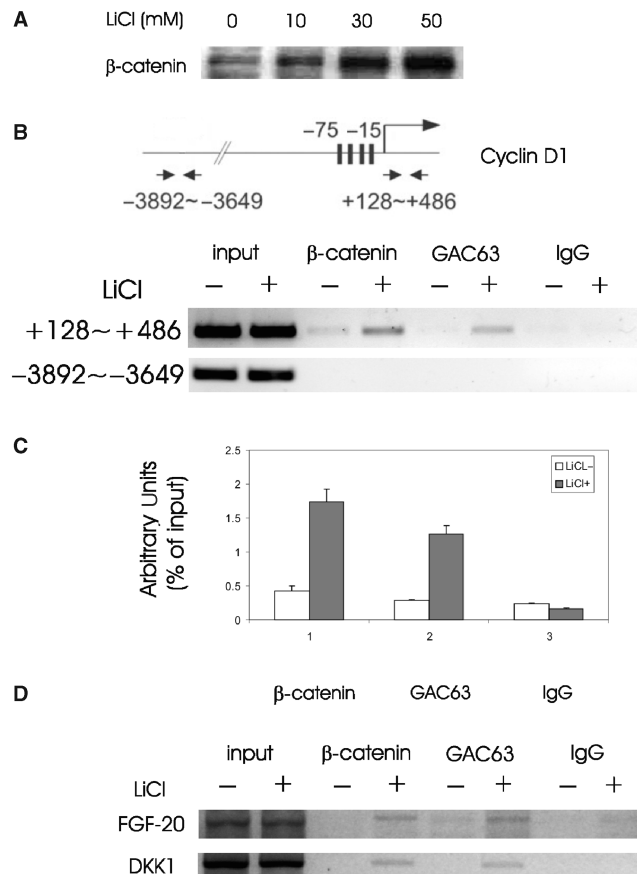 A
LiCl (mM) 0 10 30 50
β-catenin
B
−75 −15
Cyclin D1
−3892~−3649 +128~+486
input β-catenin GAC63 IgG
LiCl − + − + − + − +
+128~+486
−3892~−3649
C
Arbitrary Units
(% of input)
2.5
2
1.5
1
0.5
0
LiCL−
LiCl+
1 2 3
β-catenin GAC63 IgG
D
input β-catenin GAC63 IgG
LiCl − + − + − + − +
FGF-20
DKK1